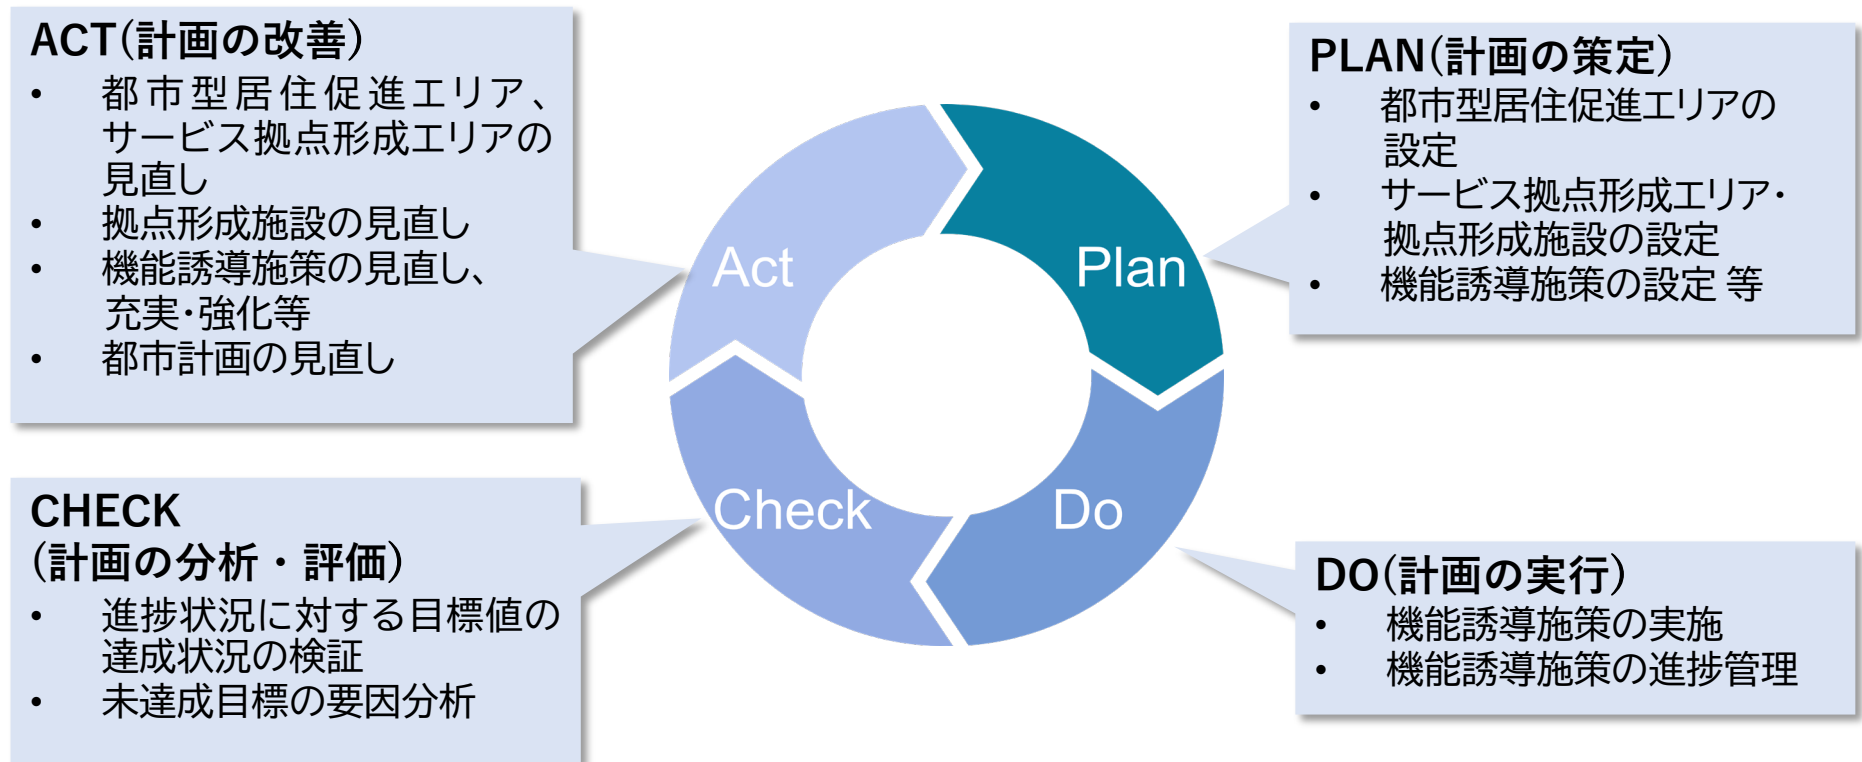 ACT(計画の改善)
• 都市型居住促進エリア、
サービス拠点形成エリアの
見直し
• 拠点形成施設の見直し
• 機能誘導施策の見直し、
充実・強化等
• 都市計画の見直し
PLAN(計画の策定)
• 都市型居住促進エリアの
設定
• サービス拠点形成エリア・
拠点形成施設の設定
• 機能誘導施策の設定 等
Act
Plan
Check
Do
CHECK
(計画の分析・評価)
• 進捗状況に対する目標値の
達成状況の検証
• 未達成目標の要因分析
DO(計画の実行)
• 機能誘導施策の実施
• 機能誘導施策の進捗管理